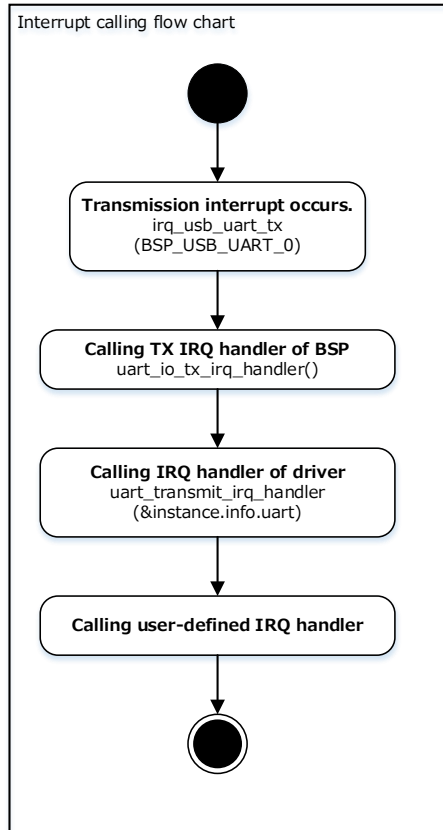 Interrupt calling flow chart
Transmission interrupt occurs.
irq_usb_uart_tx
(BSP_USB_UART_0)
Calling TX IRQ handler of BSP
uart_io_tx_irq_handler()
Calling IRQ handler of driver
uart_transmit_irq_handler
(&instance.info.uart)
Calling user-defined IRQ handler